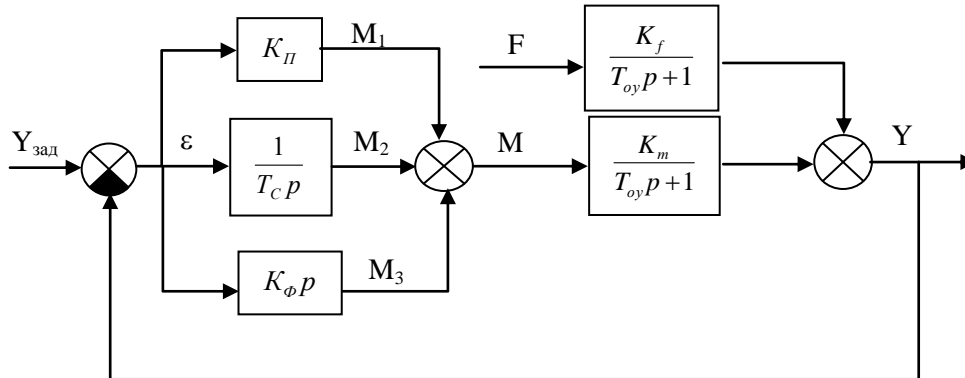 K_П
M₁
F
K_f
T_оу p + 1
Y_зад
ε
1
T_C p
M₂
M
K_m
T_оу p + 1
Y
K_Ф p
M₃